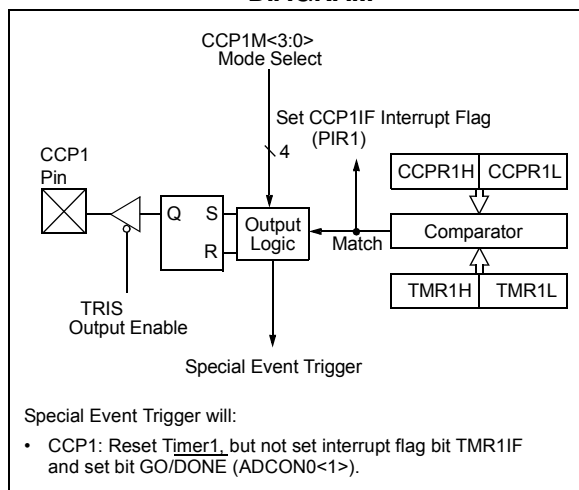 CCP1M<3:0>
Mode Select
Set CCP1IF Interrupt Flag
(PIR1)
4
CCP1
Pin
CCPR1H CCPR1L
Q S
R
Output
Logic
Match
Comparator
TRIS
Output Enable
TMR1H TMR1L
Special Event Trigger
Special Event Trigger will:
• CCP1: Reset Timer1, but not set interrupt flag bit TMR1IF
and set bit GO/DONE (ADCON0<1>).